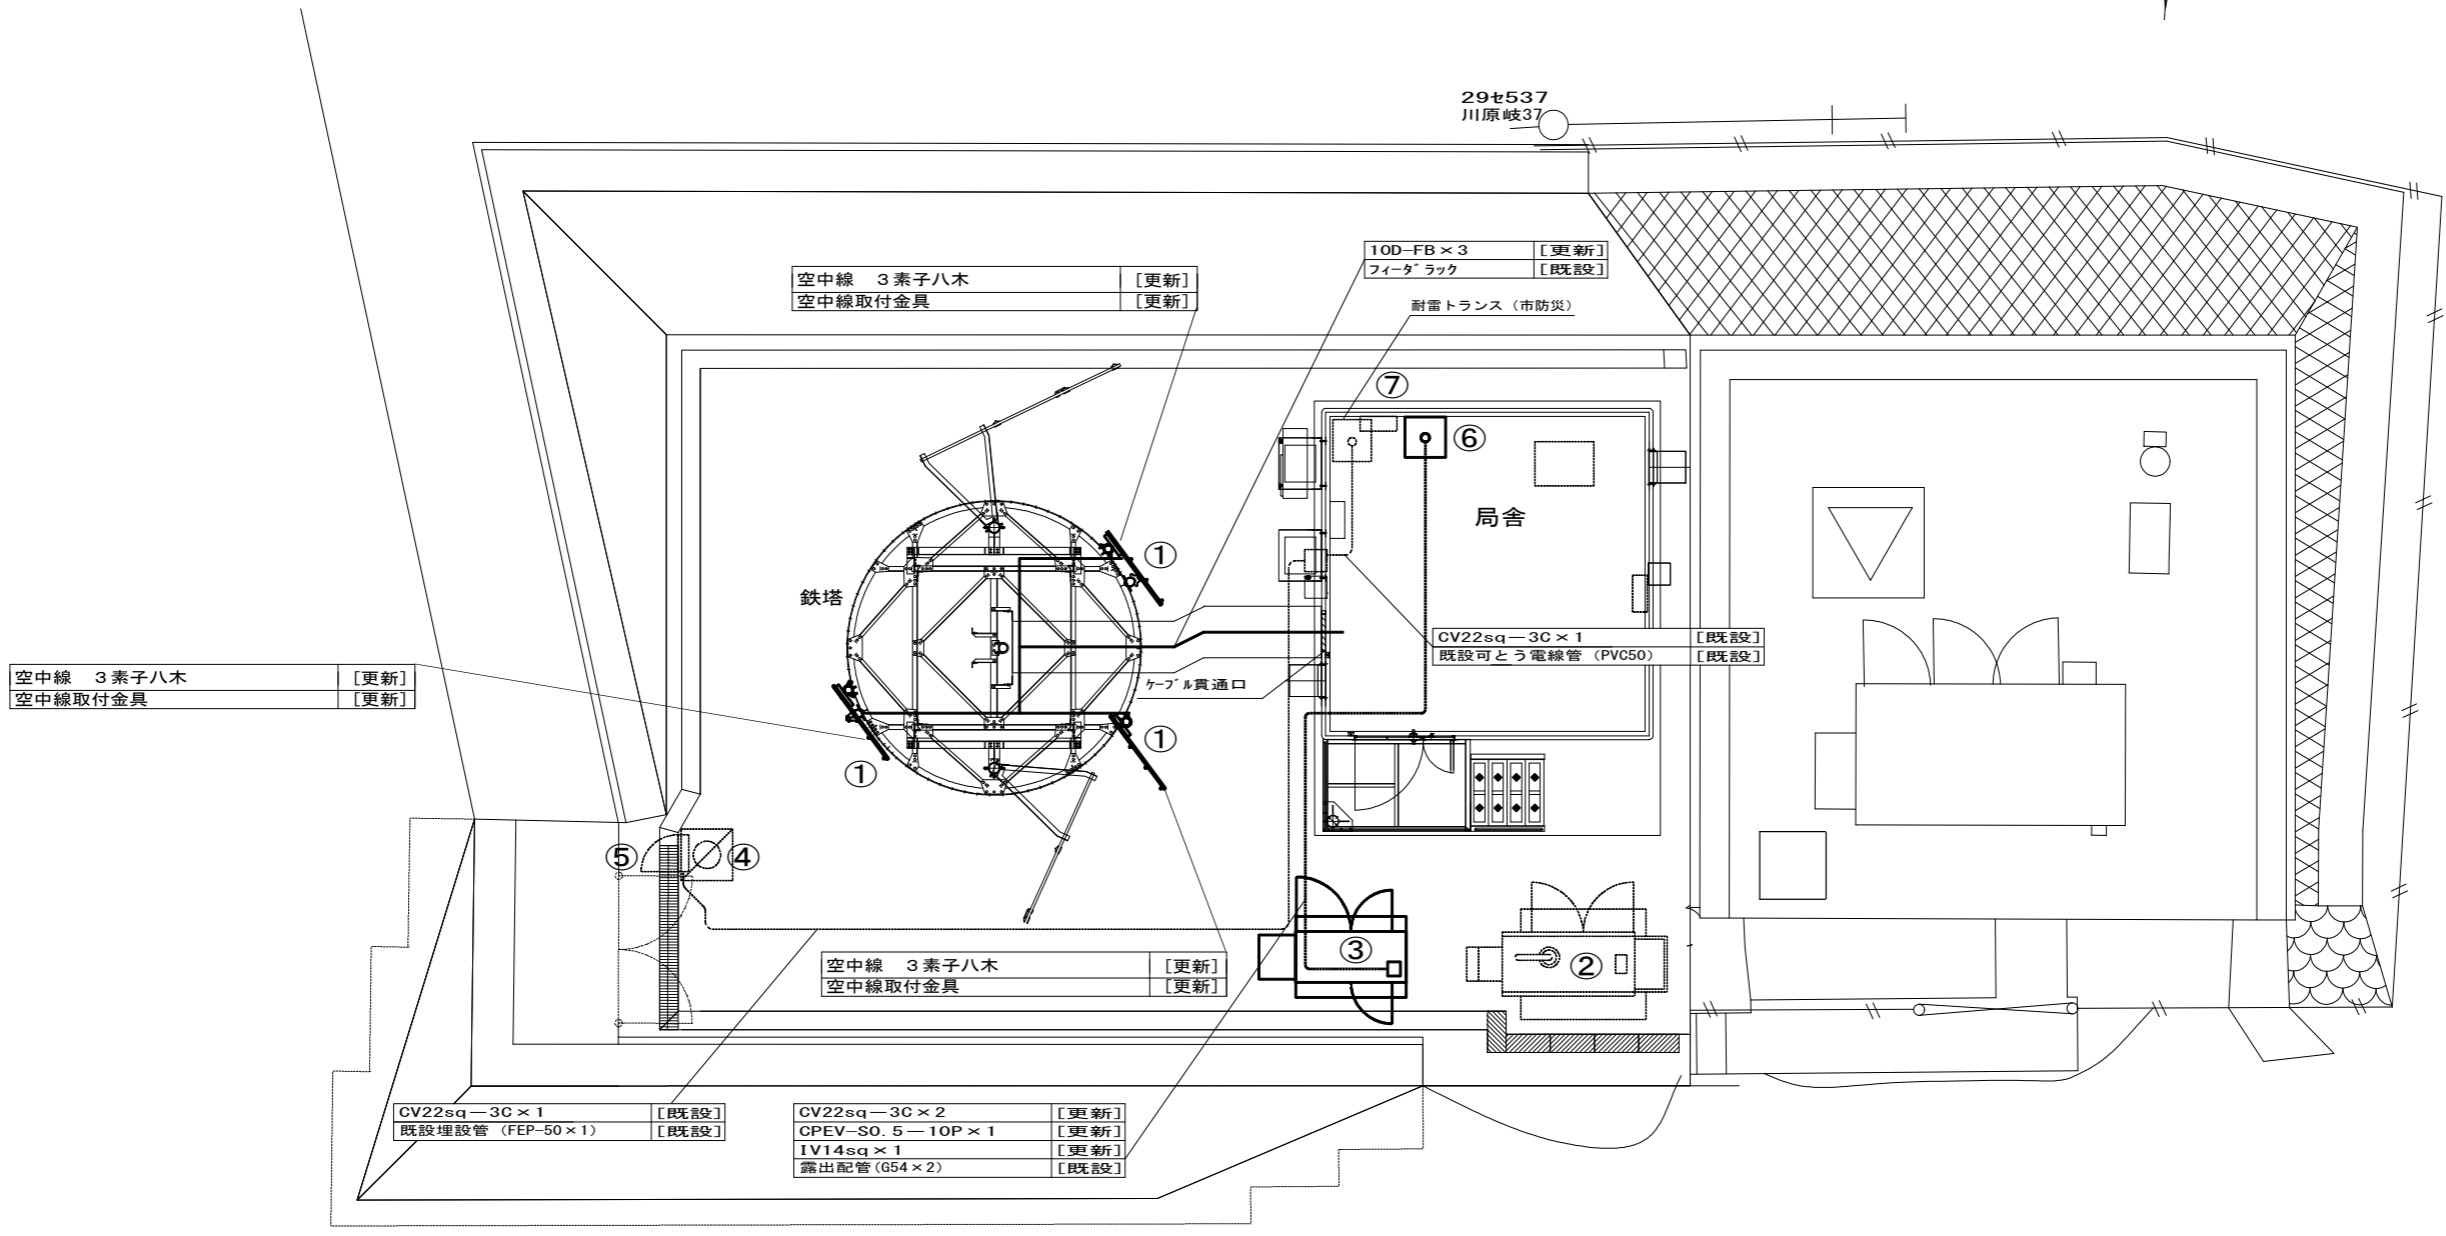 29ｾ537
川原岐37
10D-FB×3 [更新]
フィーダラック [既設]
空中線 3素子八木 [更新]
空中線取付金具 [更新]
耐雷トランス（市防災）
⑦
⑥
局舎
①
鉄塔
CV22sq－3C×1 [既設]
既設可とう電線管（PVC50） [既設]
空中線 3素子八木 [更新]
空中線取付金具 [更新]
ケーブル貫通口
①
①
⑤
④
③
②
空中線 3素子八木 [更新]
空中線取付金具 [更新]
CV22sq－3C×1 [既設]
既設埋設管（FEP-50×1） [既設]
CV22sq－3C×2 [更新]
CPEV-S0.5－10P×1 [更新]
IV14sq×1 [更新]
露出配管(G54×2) [既設]